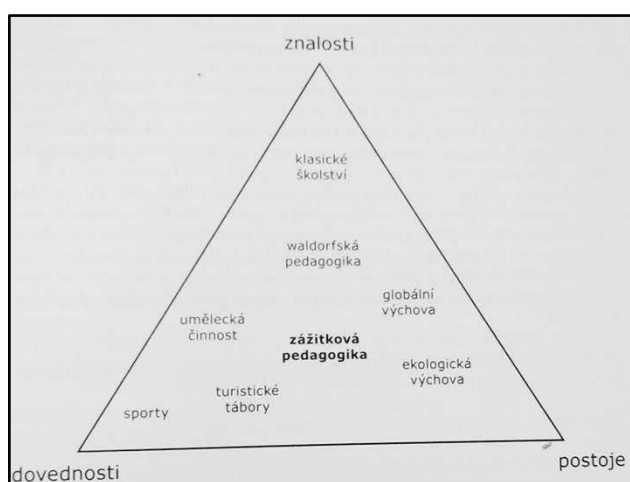 znalosti
klasické
školství
waldorfská
pedagogika
globální
výchova
umělecká
činnost
zážitková
pedagogika
ekologická
výchova
turistické
tábory
sporty
dovednosti
postoje